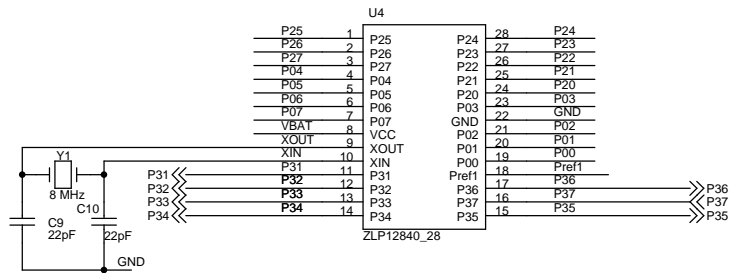 U4
P25 1 P25 P24 28 P24
P26 2 P26 P23 27 P23
P27 3 P27 P22 26 P22
P04 4 P04 P21 25 P21
P05 5 P05 P20 24 P20
P06 6 P06 P03 23 P03
P07 7 P07 GND 22 GND
VBAT 8 VCC P02 21 P02
XOUT 9 XOUT P01 20 P01
XIN 10 XIN P00 19 P00
P31 P31 11 P31 Pref1 18 Pref1
P32 P32 12 P32 P36 17 P36 P36
P33 P33 13 P33 P37 16 P37 P37
P34 P34 14 P34 P35 15 P35 P35
ZLP12840_28
Y1
8 MHz
C9
22pF
C10
22pF
GND